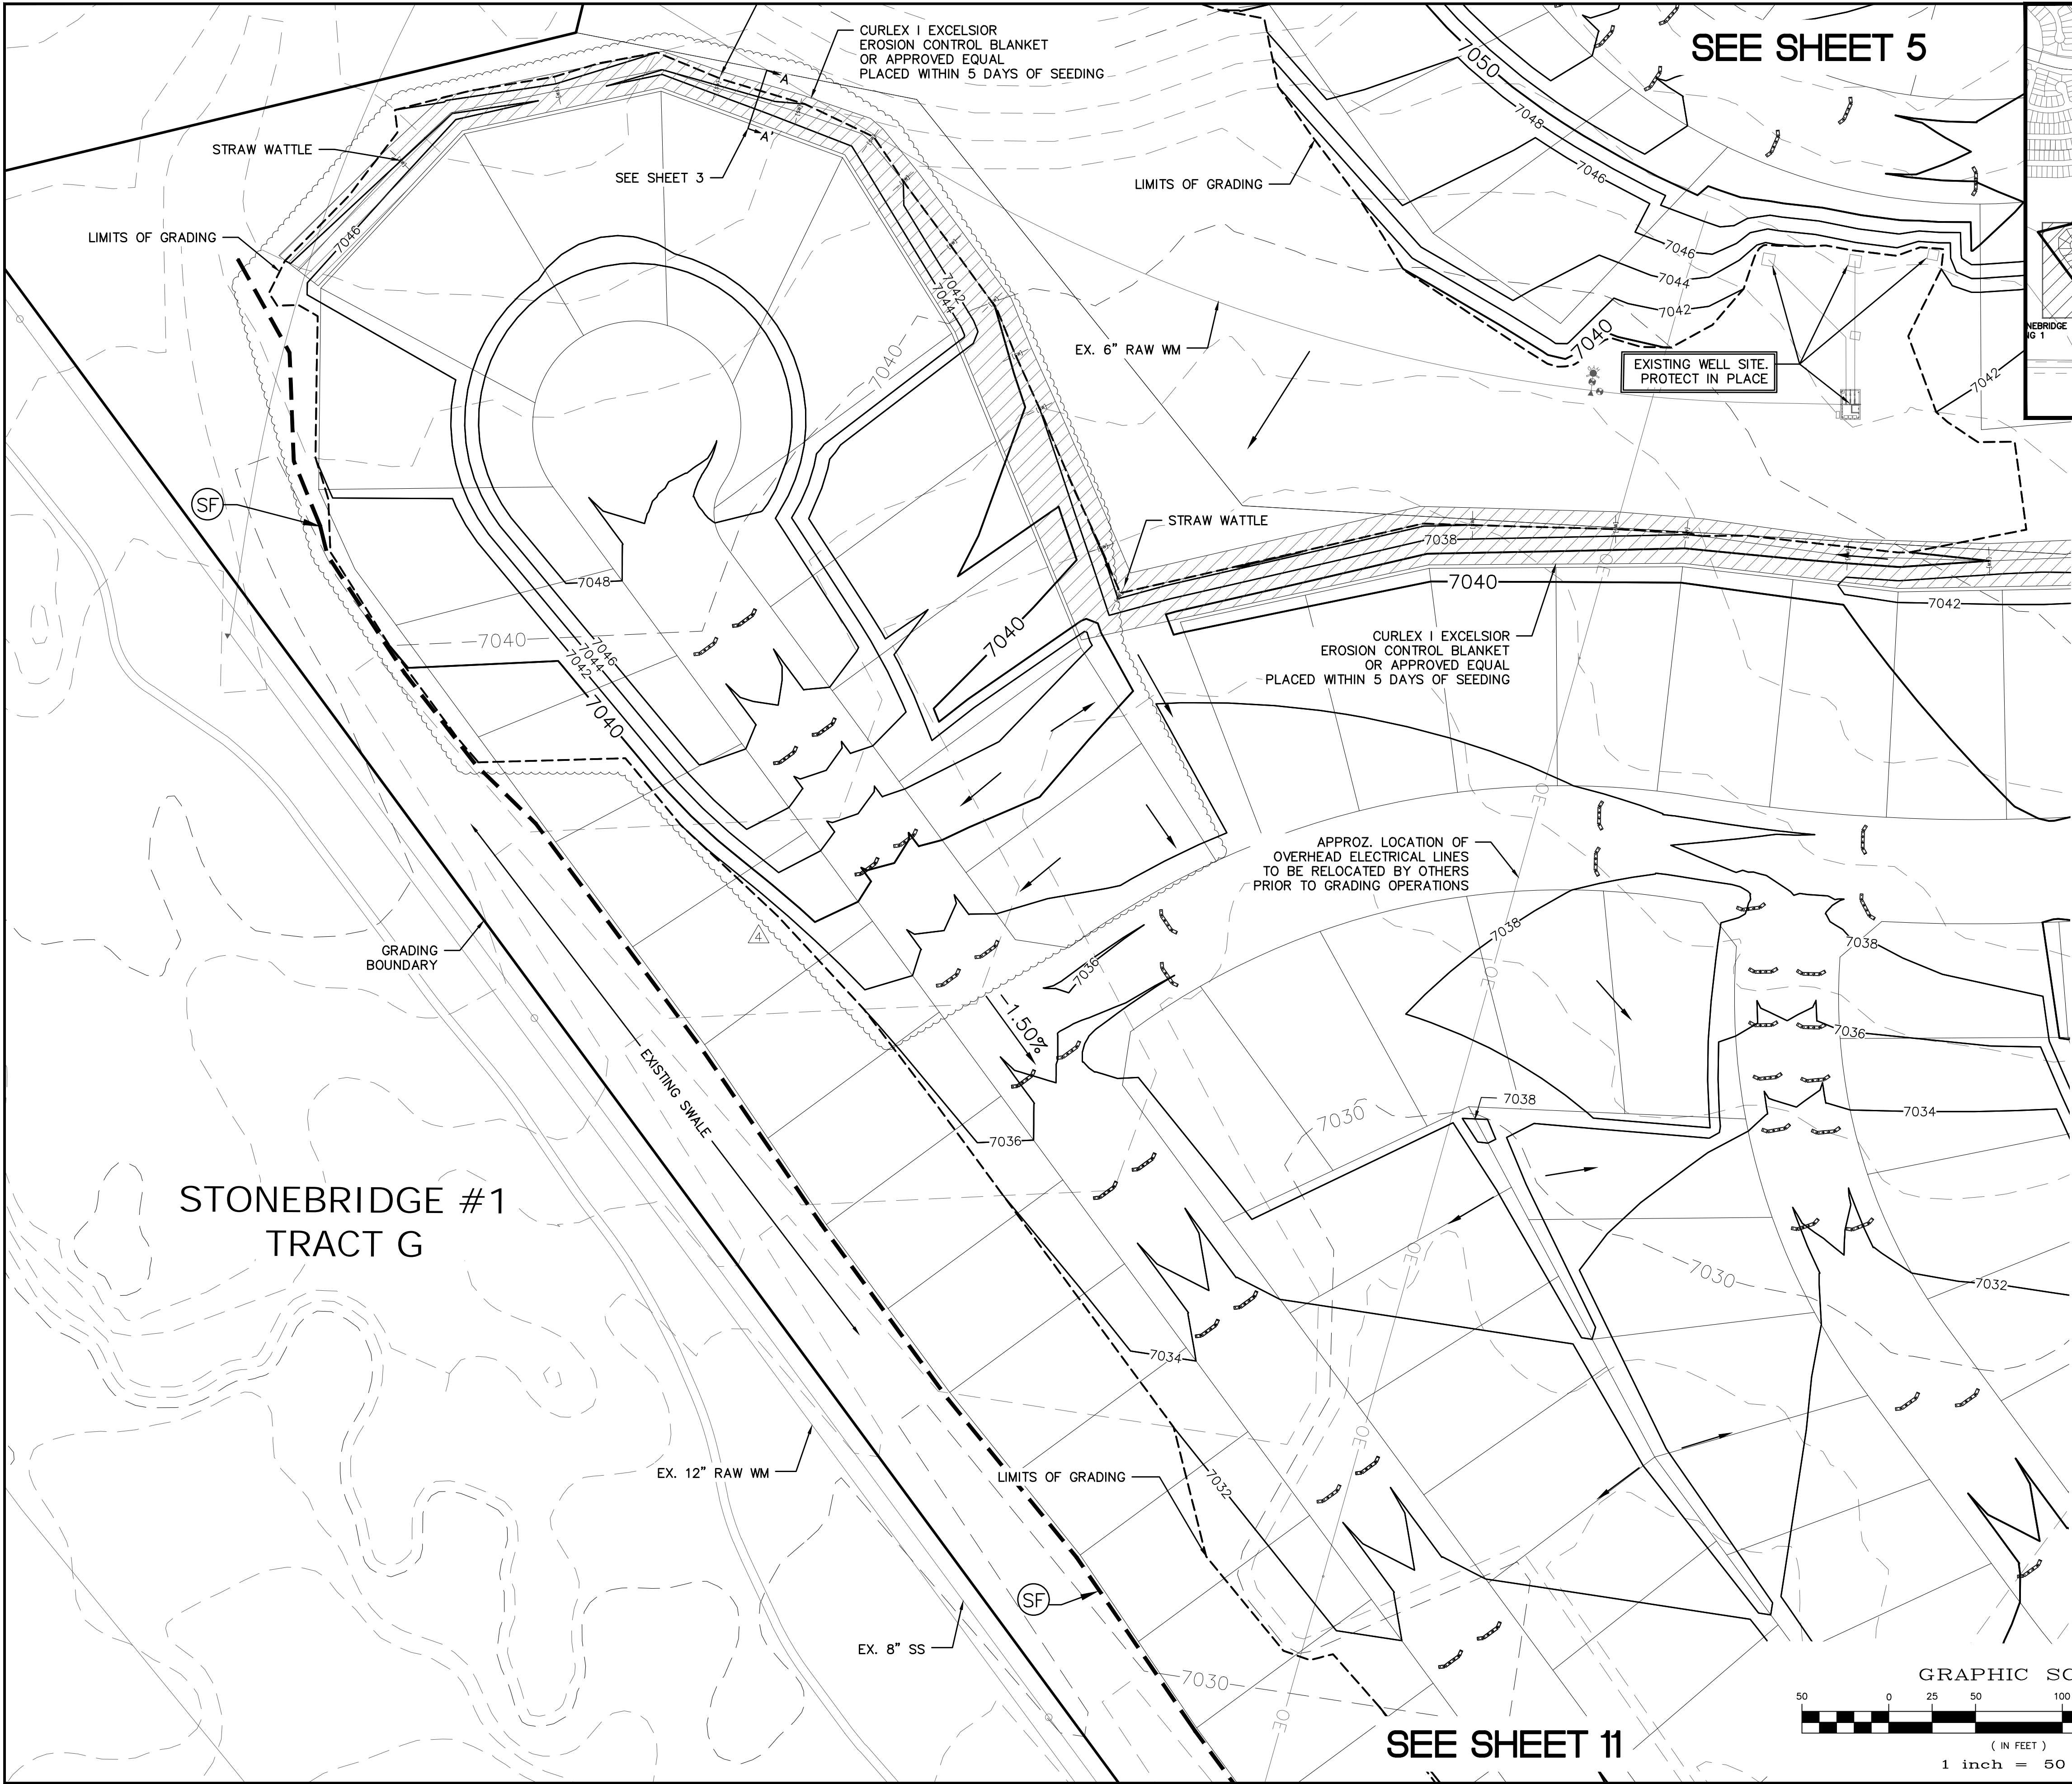 CURLEX I EXCELSIOR
EROSION CONTROL BLANKET
OR APPROVED EQUAL
PLACED WITHIN 5 DAYS OF SEEDING
SEE SHEET 5
A
A'
STRAW WATTLE
SEE SHEET 3
LIMITS OF GRADING
7046
7050
7048
7046
LIMITS OF GRADING
7046
7044
7042
7040
7042
7044
7040
EX. 6" RAW WM
EXISTING WELL SITE.
PROTECT IN PLACE
7042
NEBRIDGE
NG 1
SF
STRAW WATTLE
7038
OE
7040
7042
7048
7040
7046
7044
7042
7040
7040
CURLEX I EXCELSIOR
EROSION CONTROL BLANKET
OR APPROVED EQUAL
PLACED WITHIN 5 DAYS OF SEEDING
OE
APPROZ. LOCATION OF
OVERHEAD ELECTRICAL LINES
TO BE RELOCATED BY OTHERS
PRIOR TO GRADING OPERATIONS
4
GRADING
BOUNDARY
7036
-1.50%
7038
OE
7038
7036
EXISTING SWALE
7038
7030
7034
7036
STONEBRIDGE #1
TRACT G
OE
7030
7032
7034
EX. 12" RAW WM
LIMITS OF GRADING
7032
OE
SF
EX. 8" SS
7030
OE
SEE SHEET 11
GRAPHIC SC
50 0 25 50 100
( IN FEET )
1 inch = 50